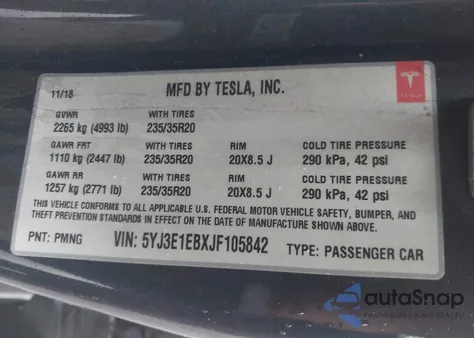 11/18 MFD BY TESLA, INC. TESLA
GVWR WITH TIRES
2265 kg (4993 lb) 235/35R20
GAWR FRT WITH TIRES RIM COLD TIRE PRESSURE
1110 kg (2447 lb) 235/35R20 20X8.5 J 290 kPa, 42 psi
GAWR RR WITH TIRES RIM COLD TIRE PRESSURE
1257 kg (2771 lb) 235/35R20 20X8.5 J 290 kPa, 42 psi
THIS VEHICLE CONFORMS TO ALL APPLICABLE U.S. FEDERAL MOTOR VEHICLE SAFETY, BUMPER, AND
THEFT PREVENTION STANDARDS IN EFFECT ON THE DATE OF MANUFACTURE SHOWN ABOVE.
PNT: PMNG VIN: 5YJ3E1EBXJF105842 TYPE: PASSENGER CAR
autoSnap